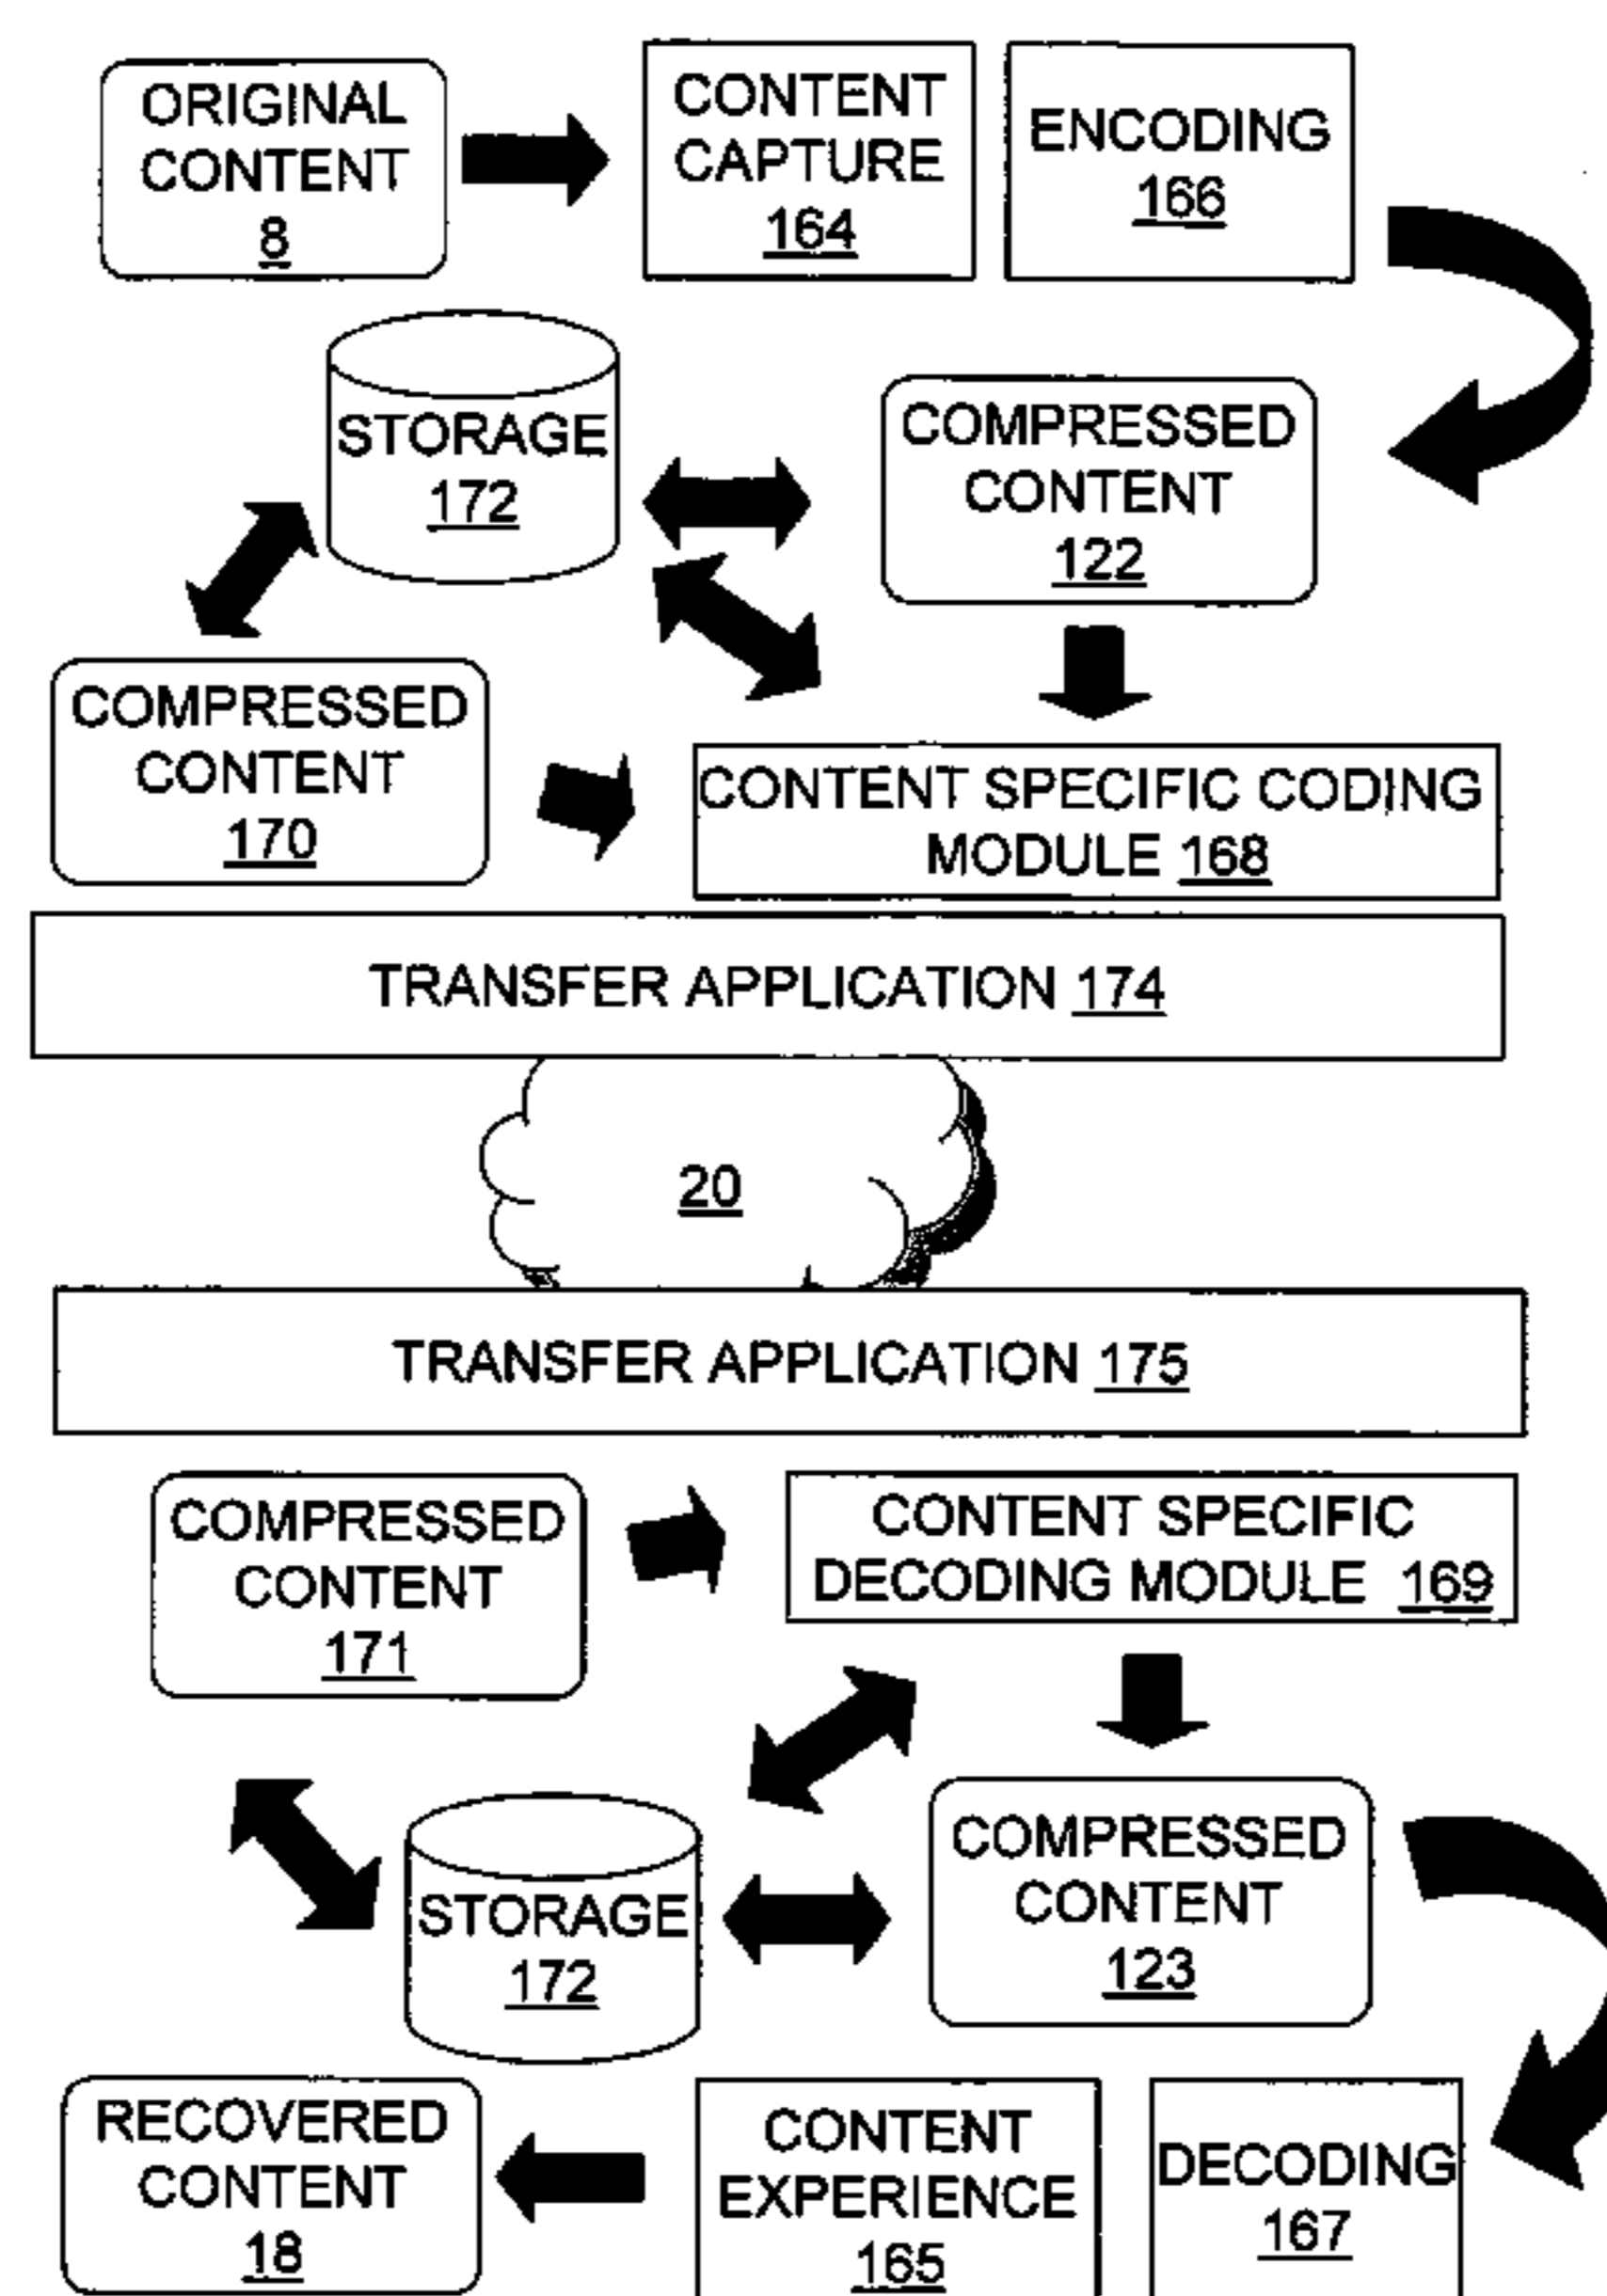 ORIGINAL
CONTENT
8
CONTENT
CAPTURE
164
ENCODING
166
STORAGE
172
COMPRESSED
CONTENT
122
COMPRESSED
CONTENT
170
CONTENT SPECIFIC CODING
MODULE 168
TRANSFER APPLICATION 174
20
TRANSFER APPLICATION 175
COMPRESSED
CONTENT
171
CONTENT SPECIFIC
DECODING MODULE 169
STORAGE
172
COMPRESSED
CONTENT
123
RECOVERED
CONTENT
18
CONTENT
EXPERIENCE
165
DECODING
167